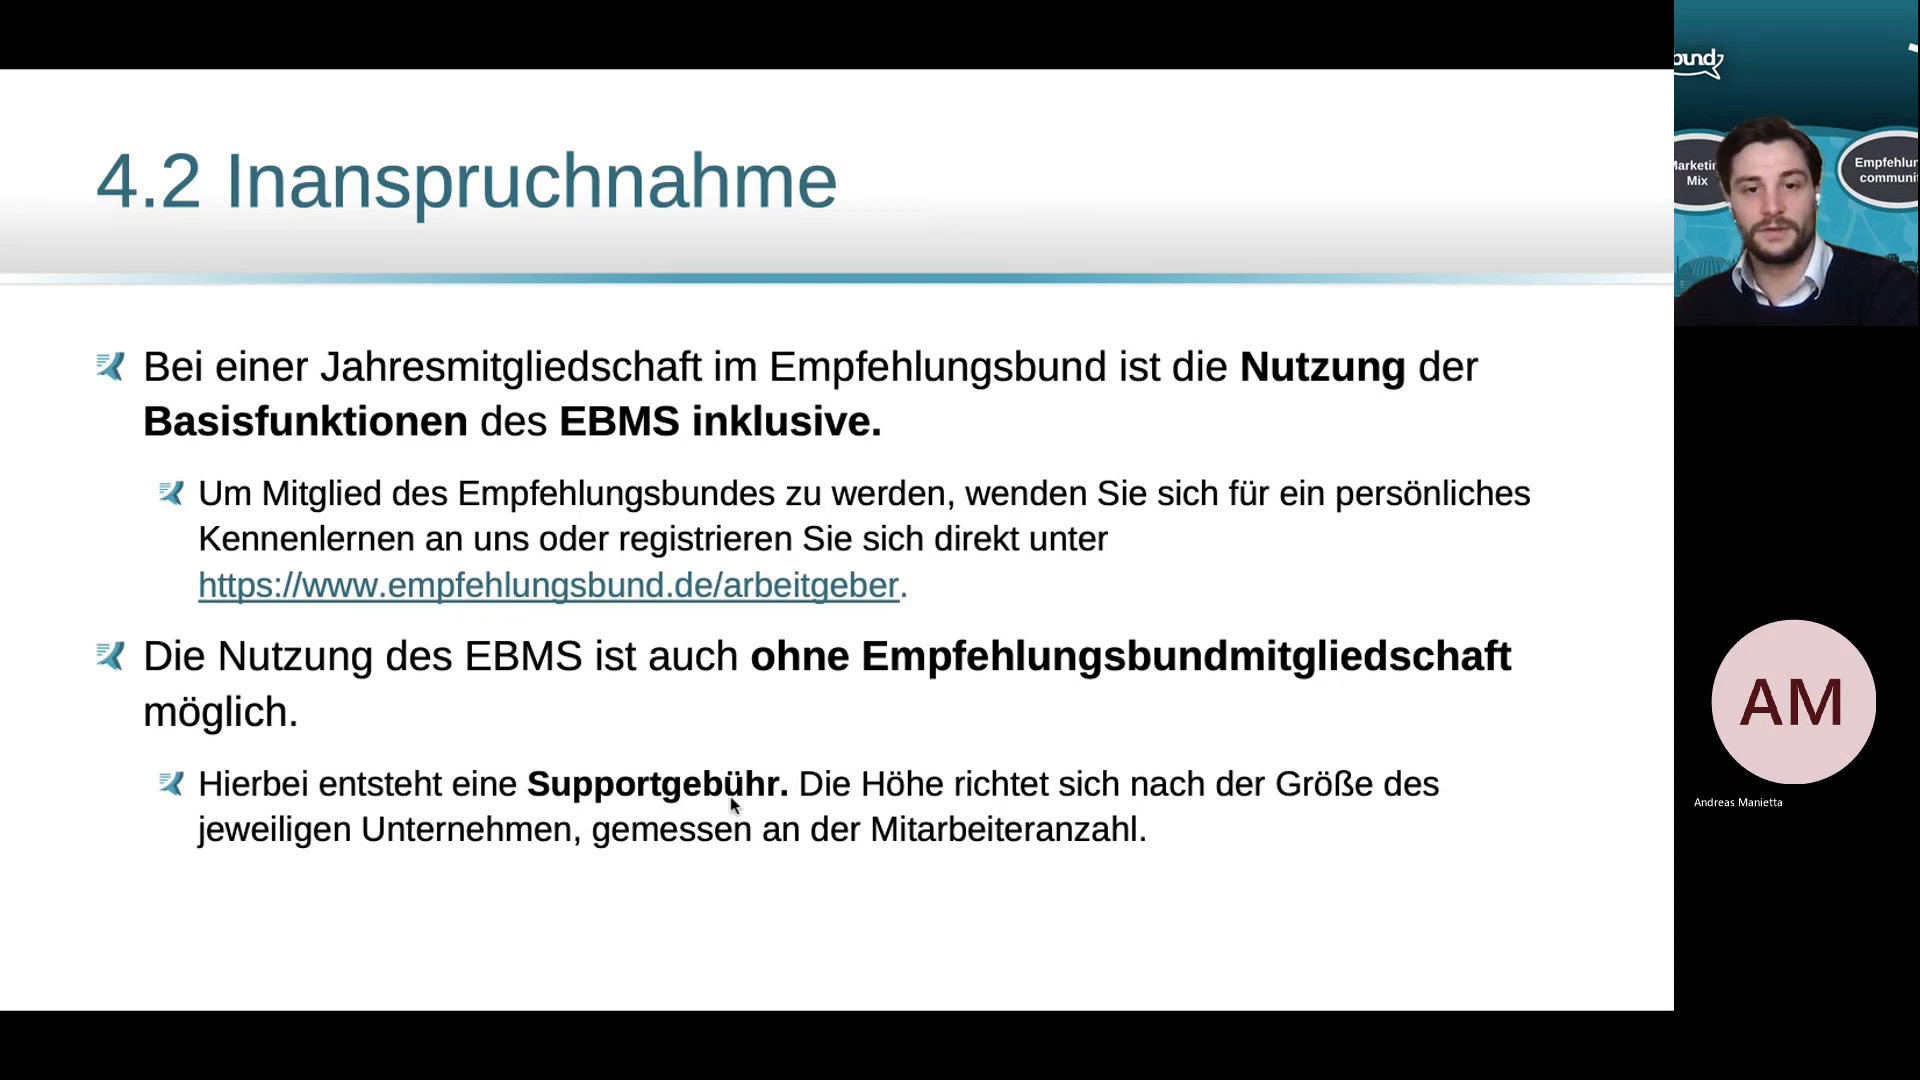 4.2 Inanspruchnahme
Bei einer Jahresmitgliedschaft im Empfehlungsbund ist die Nutzung der
Basisfunktionen des EBMS inklusive.
Um Mitglied des Empfehlungsbundes zu werden, wenden Sie sich für ein persönliches
Kennenlernen an uns oder registrieren Sie sich direkt unter
https://www.empfehlungsbund.de/arbeitgeber.
Die Nutzung des EBMS ist auch ohne Empfehlungsbundmitgliedschaft
möglich.
Hierbei entsteht eine Supportgebühr. Die Höhe richtet sich nach der Größe des
jeweiligen Unternehmen, gemessen an der Mitarbeiteranzahl.
bund
Marketin
Mix
Empfehlun
communit
AM
Andreas Manietta